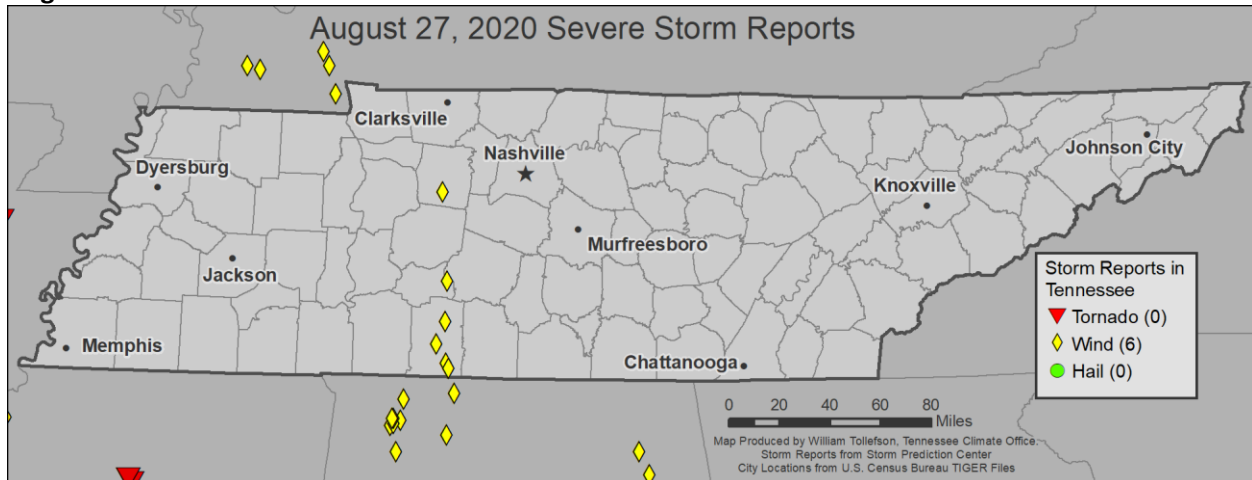 August 27, 2020 Severe Storm Reports
Clarksville
Nashville
Dyersburg
Johnson City
Knoxville
Murfreesboro
Jackson
Memphis
Chattanooga
Storm Reports in
Tennessee
Tornado (0)
Wind (6)
Hail (0)
0 20 40 60 80
Miles
Map Produced by William Tollefson, Tennessee Climate Office.
Storm Reports from Storm Prediction Center
City Locations from U.S. Census Bureau TIGER Files